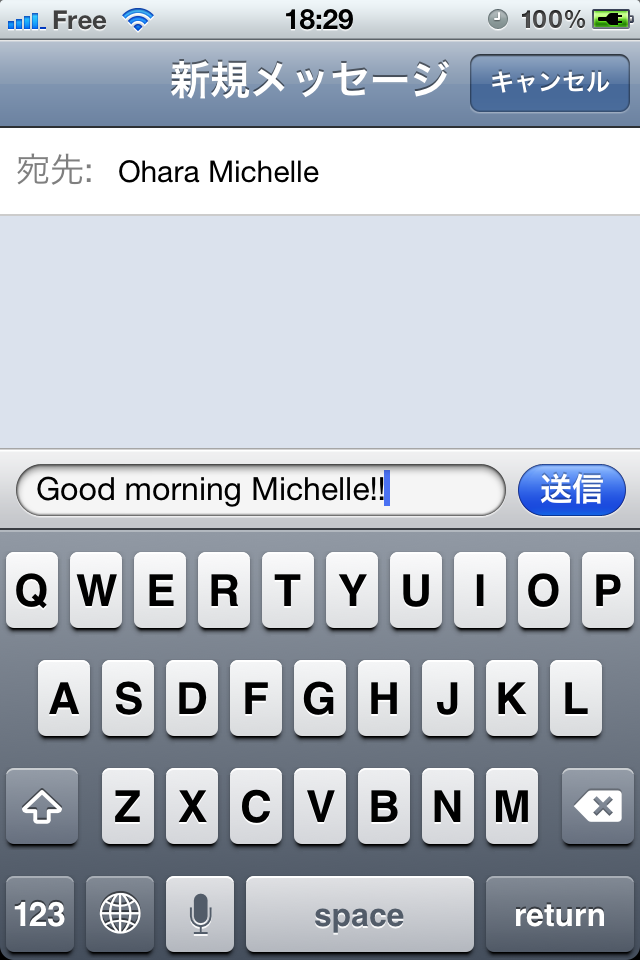 Free 18:29 100%
新規メッセージ キャンセル
宛先: Ohara Michelle
Good morning Michelle!! 送信
Q W E R T Y U I O P
A S D F G H J K L
Z X C V B N M
123 space return